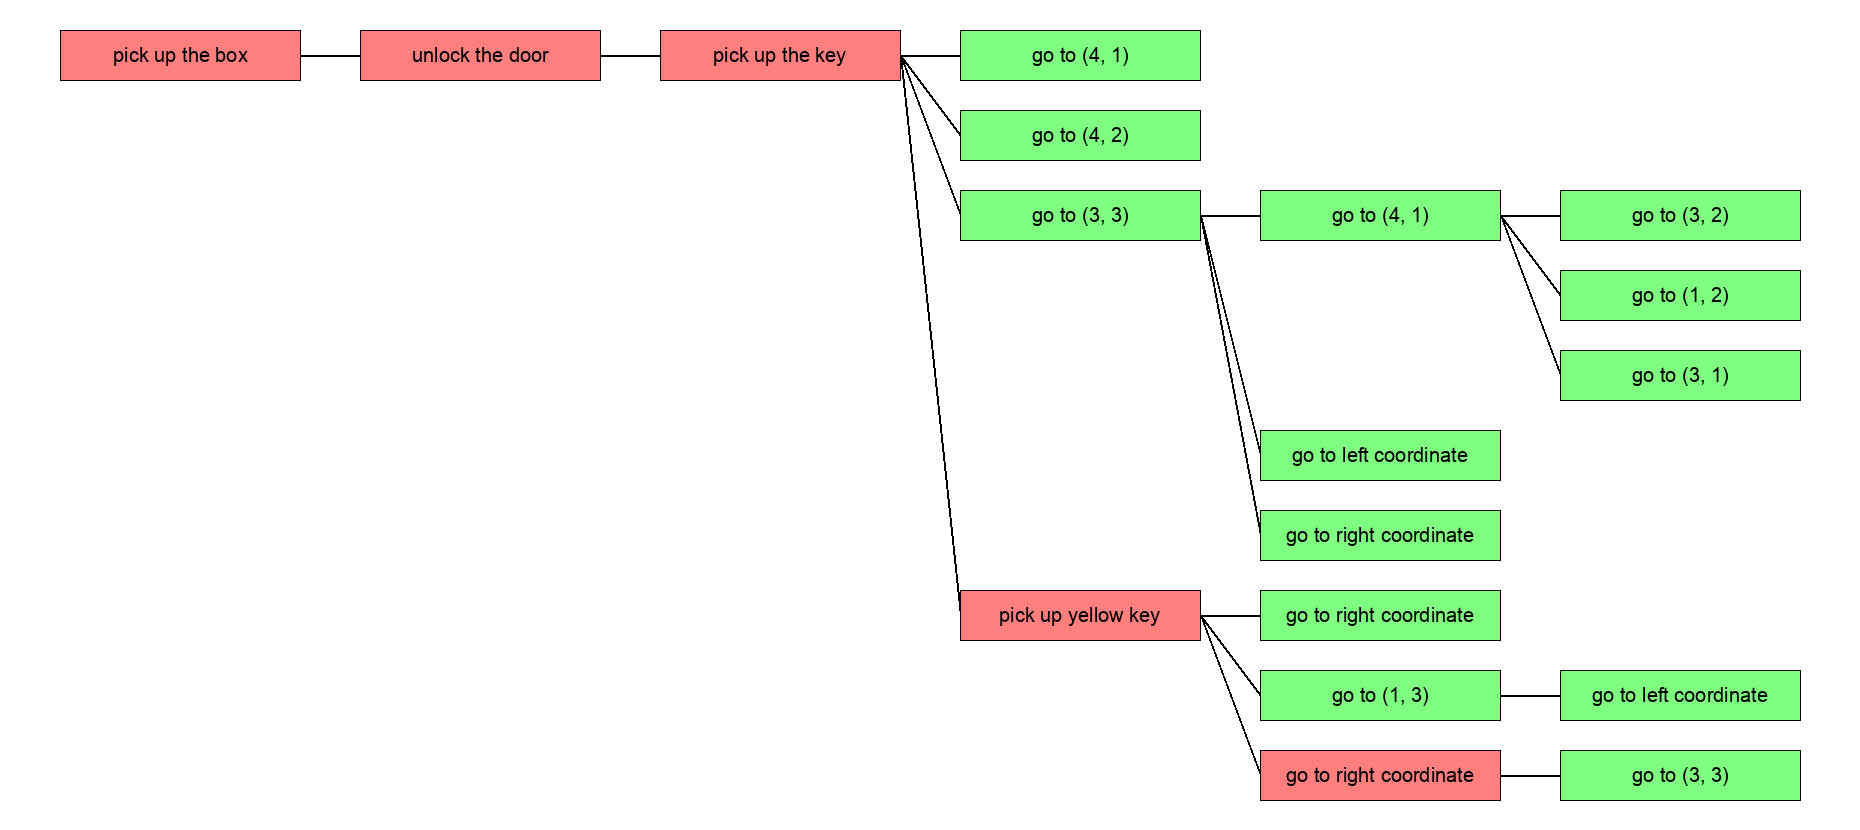 pick up the box
unlock the door
pick up the key
go to (4, 1)
go to (4, 2)
go to (3, 3)
go to (4, 1)
go to (3, 2)
go to (1, 2)
go to (3, 1)
go to left coordinate
go to right coordinate
pick up yellow key
go to right coordinate
go to (1, 3)
go to left coordinate
go to right coordinate
go to (3, 3)